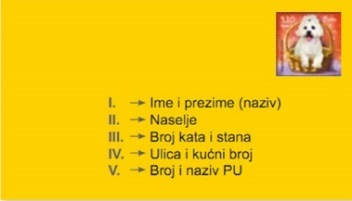 I. → Ime i prezime (naziv)
II. → Naselje
III. → Broj kata i stana
IV. → Ulica i kućni broj
V. → Broj i naziv PU